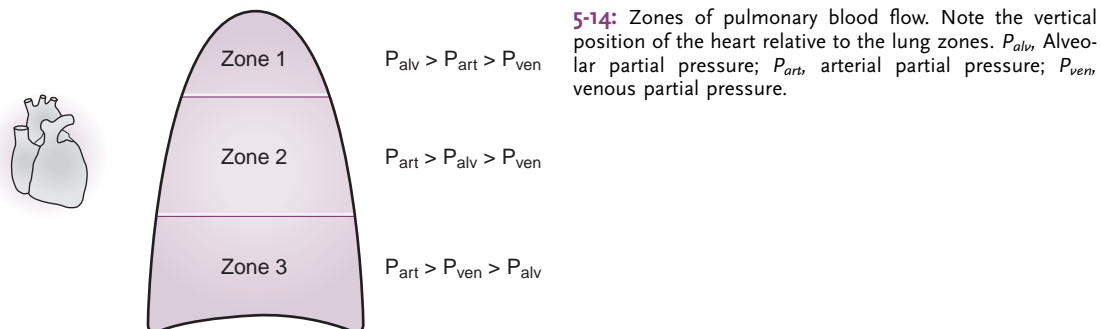 Zone 1
P_alv > P_art > P_ven
Zone 2
P_art > P_alv > P_ven
Zone 3
P_art > P_ven > P_alv
5-14: Zones of pulmonary blood flow. Note the vertical
position of the heart relative to the lung zones. P_alv, Alveo-
lar partial pressure; P_art, arterial partial pressure; P_ven,
venous partial pressure.